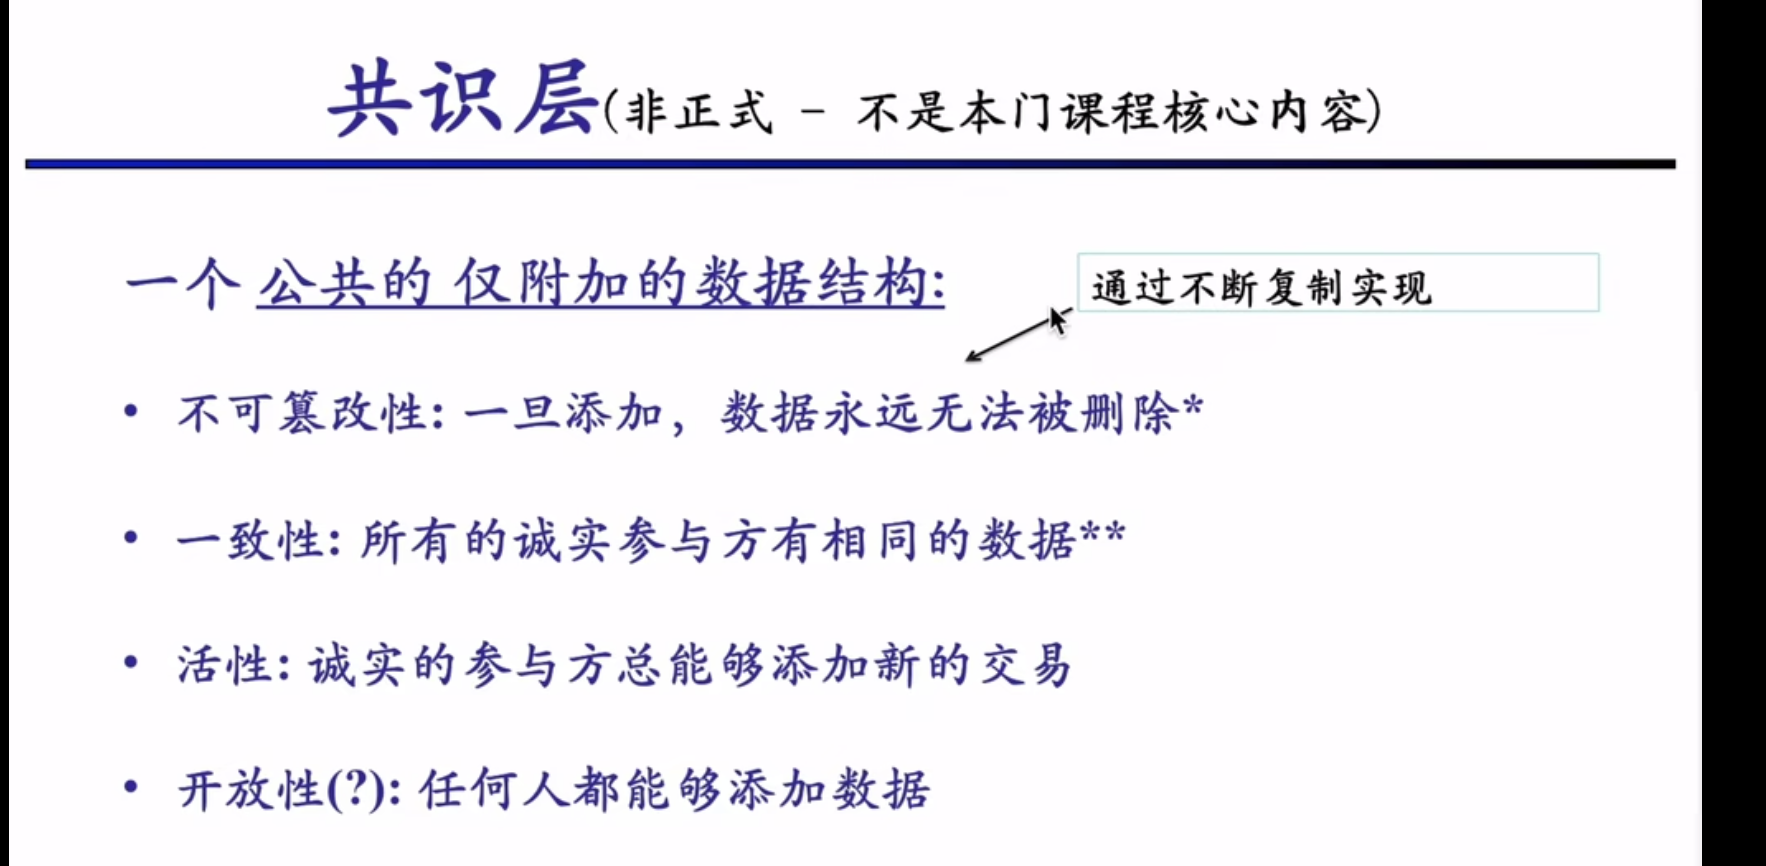 共识层(非正式 - 不是本门课程核心内容)
一个 公共的 仅附加的数据结构:
通过不断复制实现
• 不可篡改性: 一旦添加，数据永远无法被删除*
• 一致性: 所有的诚实参与方有相同的数据**
• 活性: 诚实的参与方总能够添加新的交易
• 开放性(?): 任何人都能够添加数据